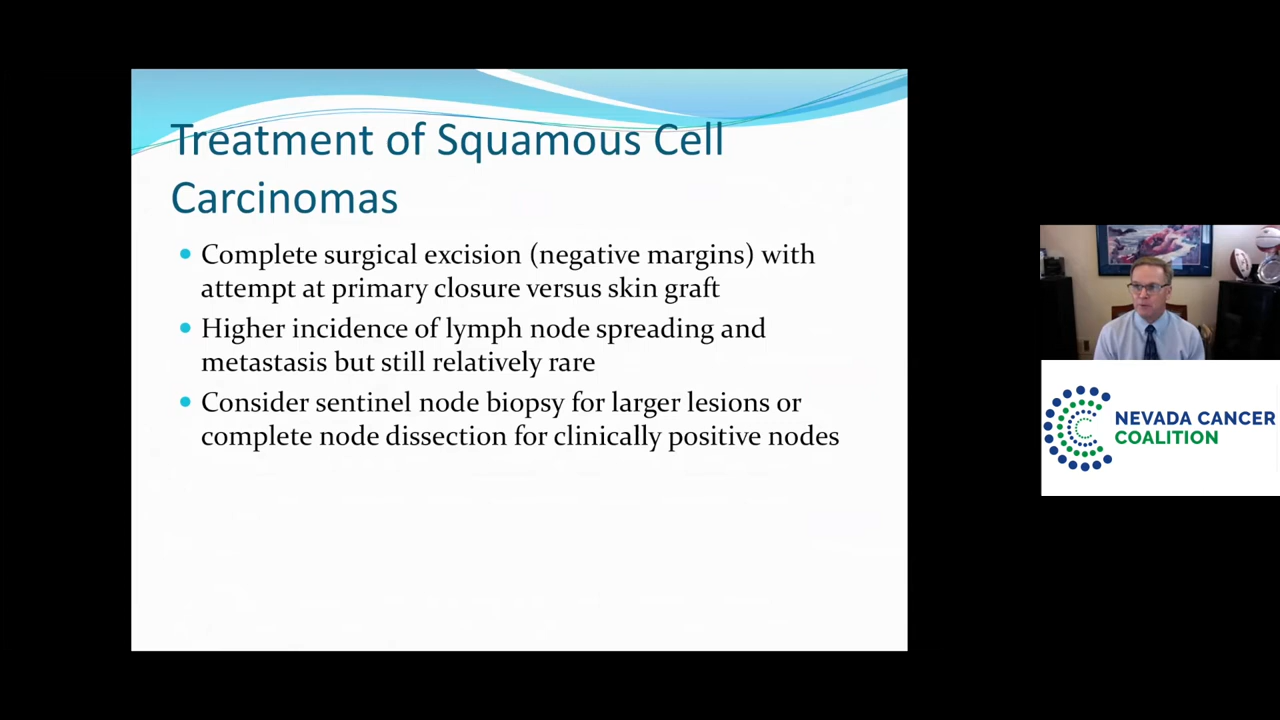 Treatment of Squamous Cell
Carcinomas
Complete surgical excision (negative margins) with
attempt at primary closure versus skin graft
Higher incidence of lymph node spreading and
metastasis but still relatively rare
Consider sentinel node biopsy for larger lesions or
complete node dissection for clinically positive nodes
NEVADA CANCER
COALITION